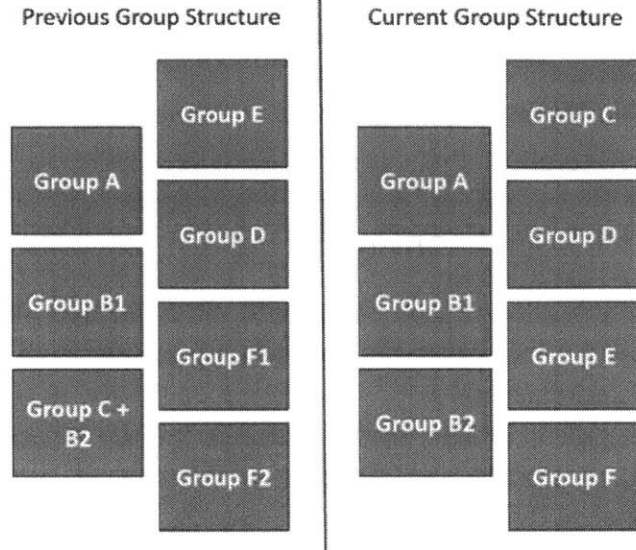 Previous Group Structure
Group A
Group B1
Group C +
B2
Group E
Group D
Group F1
Group F2
Current Group Structure
Group A
Group B1
Group B2
Group C
Group D
Group E
Group F